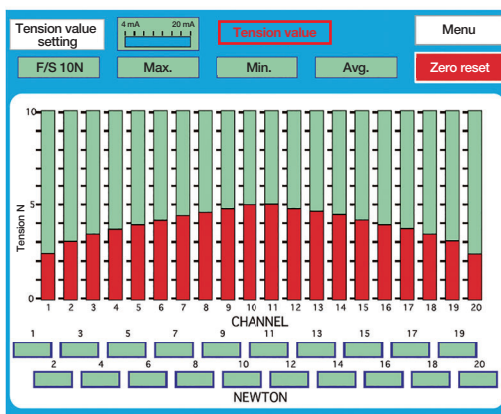 Tension value
setting
4 mA 20 mA
Tension value
Menu
F/S 10N
Max.
Min.
Avg.
Zero reset
10
5
0
Tension N
1 2 3 4 5 6 7 8 9 10 11 12 13 14 15 16 17 18 19 20
CHANNEL
1 3 5 7 9 11 13 15 17 19
2 4 6 8 10 12 14 16 18 20
NEWTON